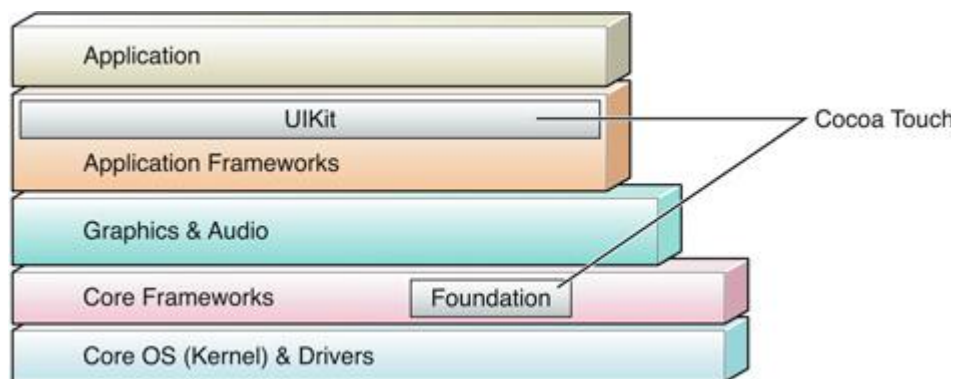 Application
UIKit
Cocoa Touch
Application Frameworks
Graphics & Audio
Core Frameworks
Foundation
Core OS (Kernel) & Drivers